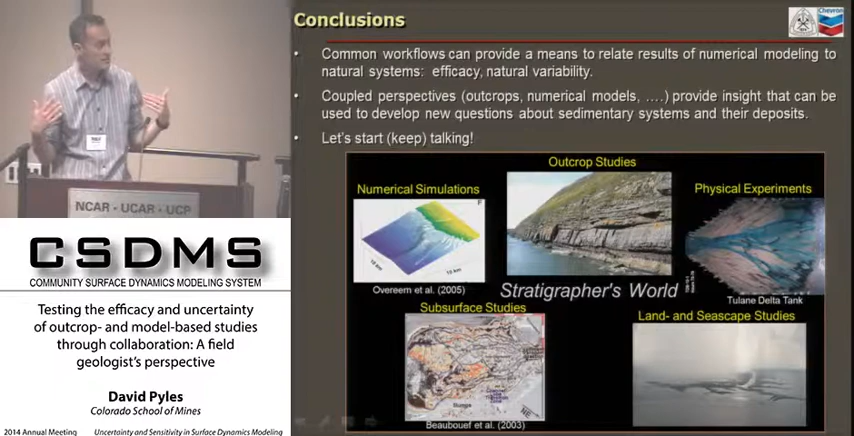 NCAR - UCAR - UCP
CSDMS
COMMUNITY SURFACE DYNAMICS MODELING SYSTEM
Testing the efficacy and uncertainty
of outcrop- and model-based studies
through collaboration: A field
geologist's perspective
David Pyles
Colorado School of Mines
2014 Annual Meeting
Uncertainty and Sensitivity in Surface Dynamics Modeling
Conclusions
Chevron
• Common workflows can provide a means to relate results of numerical modeling to
natural systems: efficacy, natural variability.
• Coupled perspectives (outcrops, numerical models, ....) provide insight that can be
used to develop new questions about sedimentary systems and their deposits.
• Let's start (keep) talking!
Outcrop Studies
Numerical Simulations
Physical Experiments
Overeem et al. (2005)
Stratigrapher's World
Tulane Delta Tank
Subsurface Studies
Land- and Seascape Studies
Slumps
NE
Beaubouef et al. (2003)